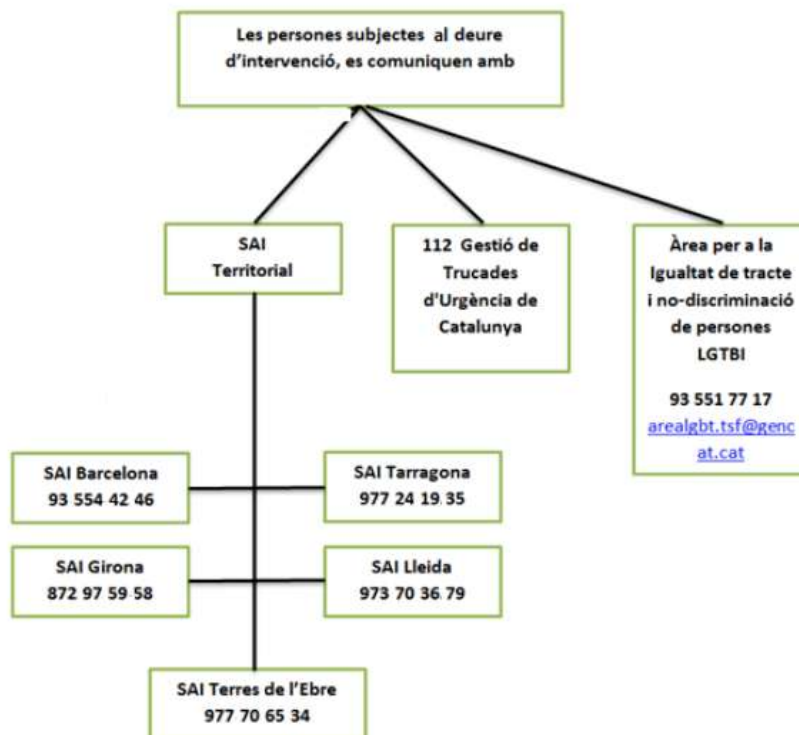 Les persones subjectes al deure
d’intervenció, es comuniquen amb
SAI
Territorial
112 Gestió de
Trucades
d'Urgència de
Catalunya
Àrea per a la
Igualtat de tracte
i no-discriminació
de persones
LGTBI
93 551 77 17
arealgbt.tsf@genc
at.cat
SAI Barcelona
93 554 42 46
SAI Tarragona
977 24 19 35
SAI Girona
872 97 59 58
SAI Lleida
973 70 36 79
SAI Terres de l’Ebre
977 70 65 34